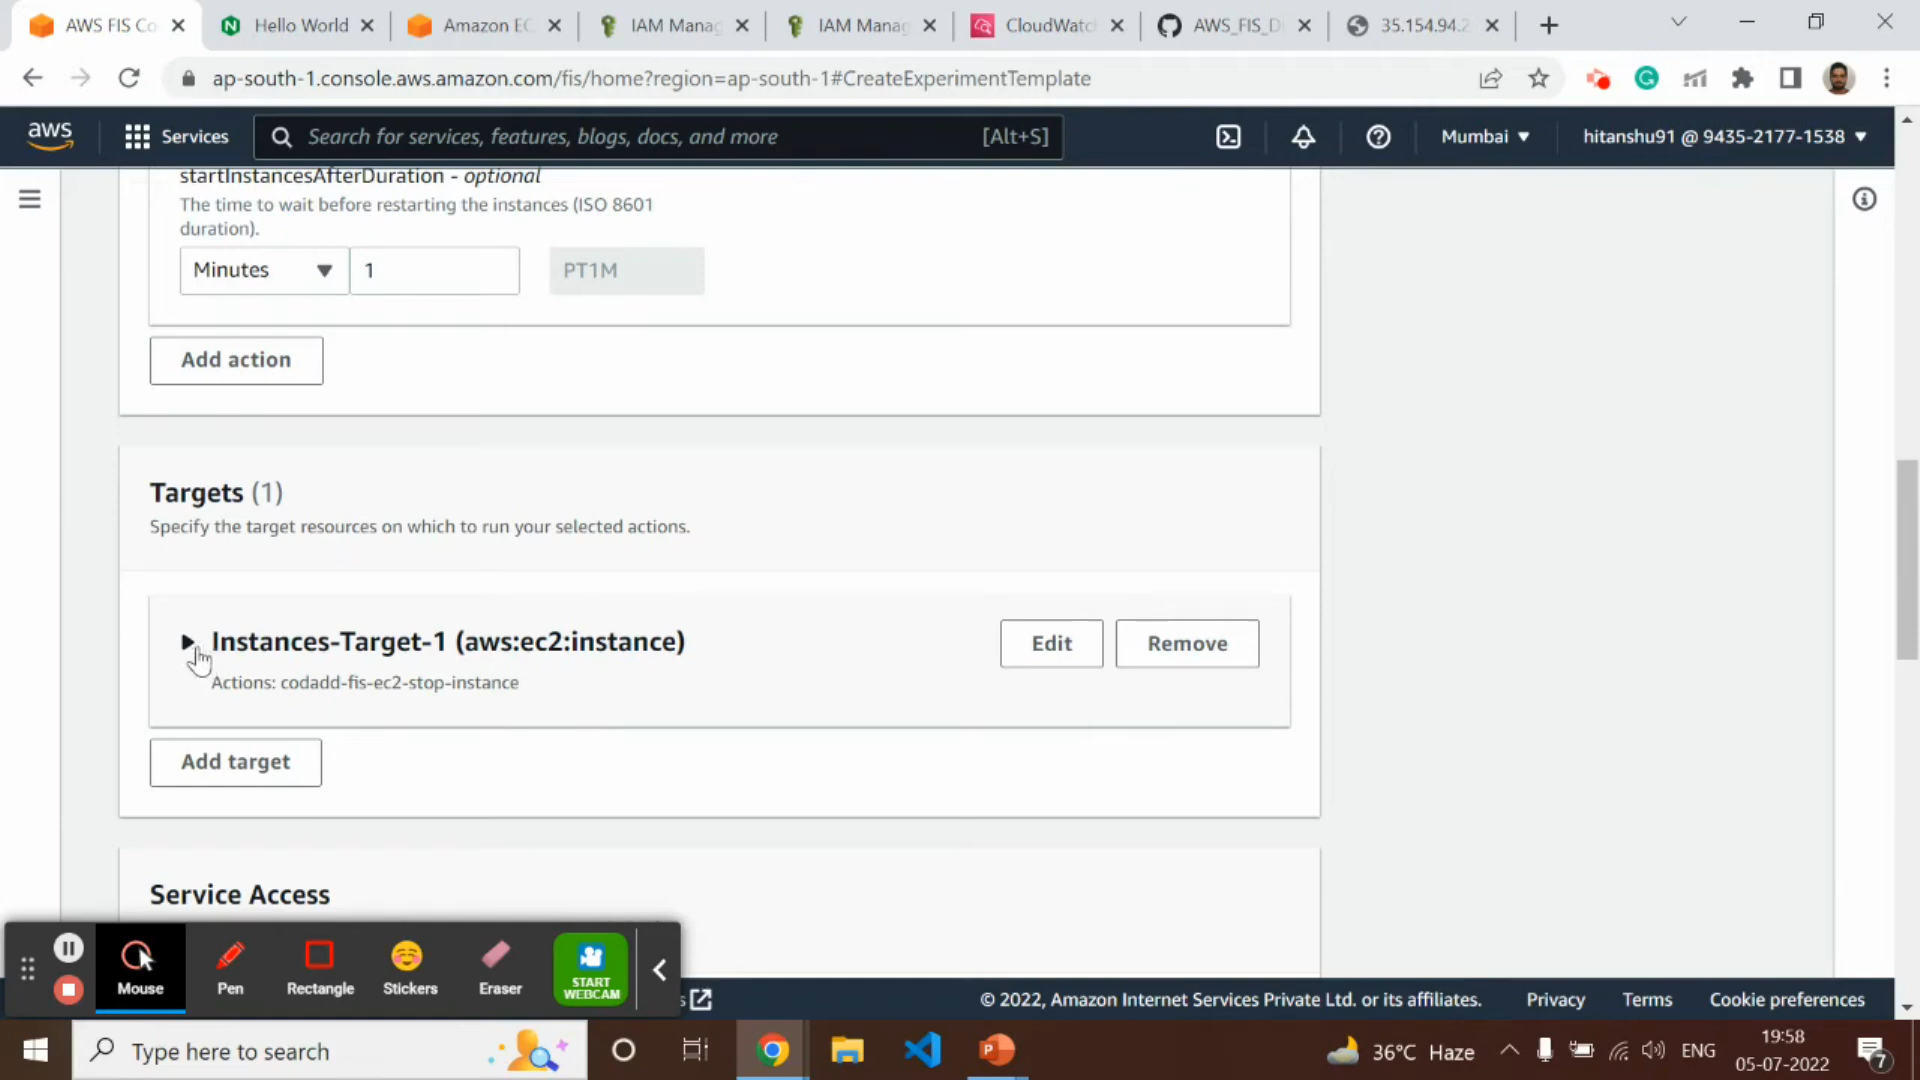 AWS FIS Co
Hello World
Amazon EC
IAM Manag
IAM Manag
CloudWatc
AWS_FIS_D
35.154.94.2
ap-south-1.console.aws.amazon.com/fis/home?region=ap-south-1#CreateExperimentTemplate
aws
Services
Search for services, features, blogs, docs, and more
[Alt+S]
Mumbai
hitanshu91 @ 9435-2177-1538
startInstancesAfterDuration - optional
The time to wait before restarting the instances (ISO 8601
duration).
Minutes
1
PT1M
Add action
Targets (1)
Specify the target resources on which to run your selected actions.
Instances-Target-1 (aws:ec2:instance)
Edit
Remove
Actions: codadd-fis-ec2-stop-instance
Add target
Service Access
Mouse
Pen
Rectangle
Stickers
Eraser
START
WEBCAM
s
© 2022, Amazon Internet Services Private Ltd. or its affiliates.
Privacy
Terms
Cookie preferences
Type here to search
36°C Haze
ENG
19:58
05-07-2022
7